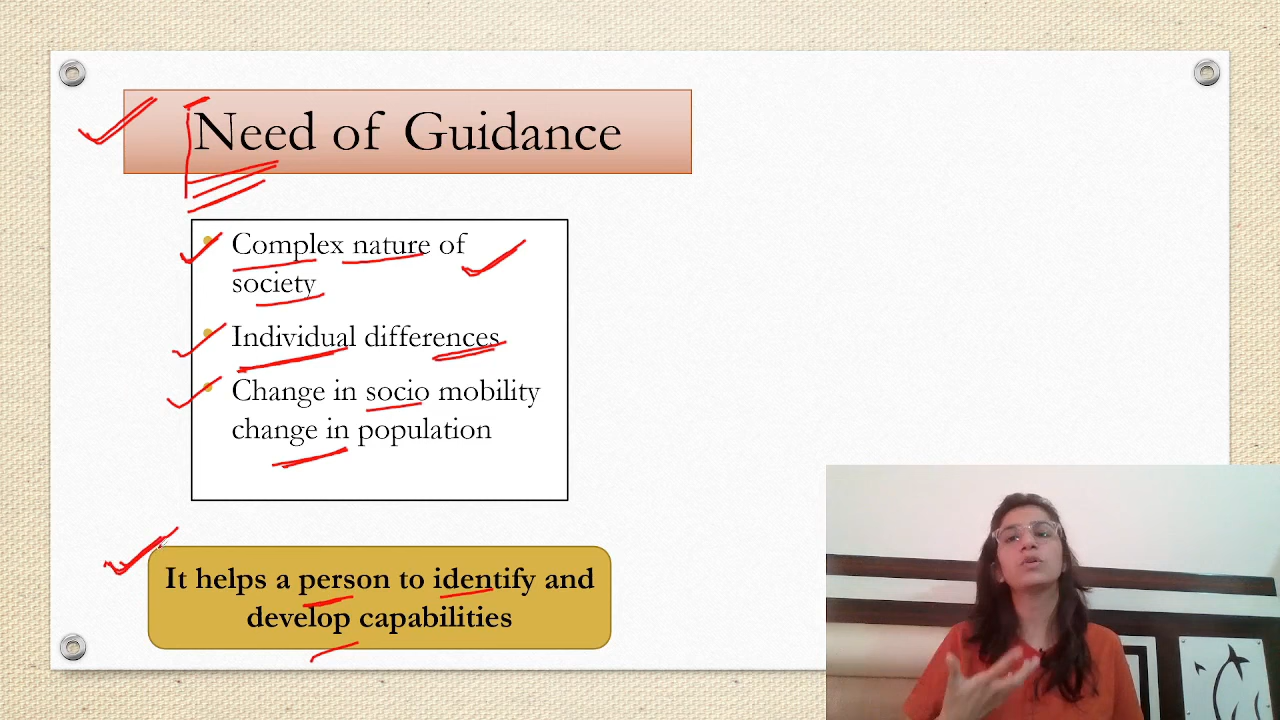 Need of Guidance
Complex nature of
society
Individual differences
Change in socio mobility
change in population
It helps a person to identify and
develop capabilities